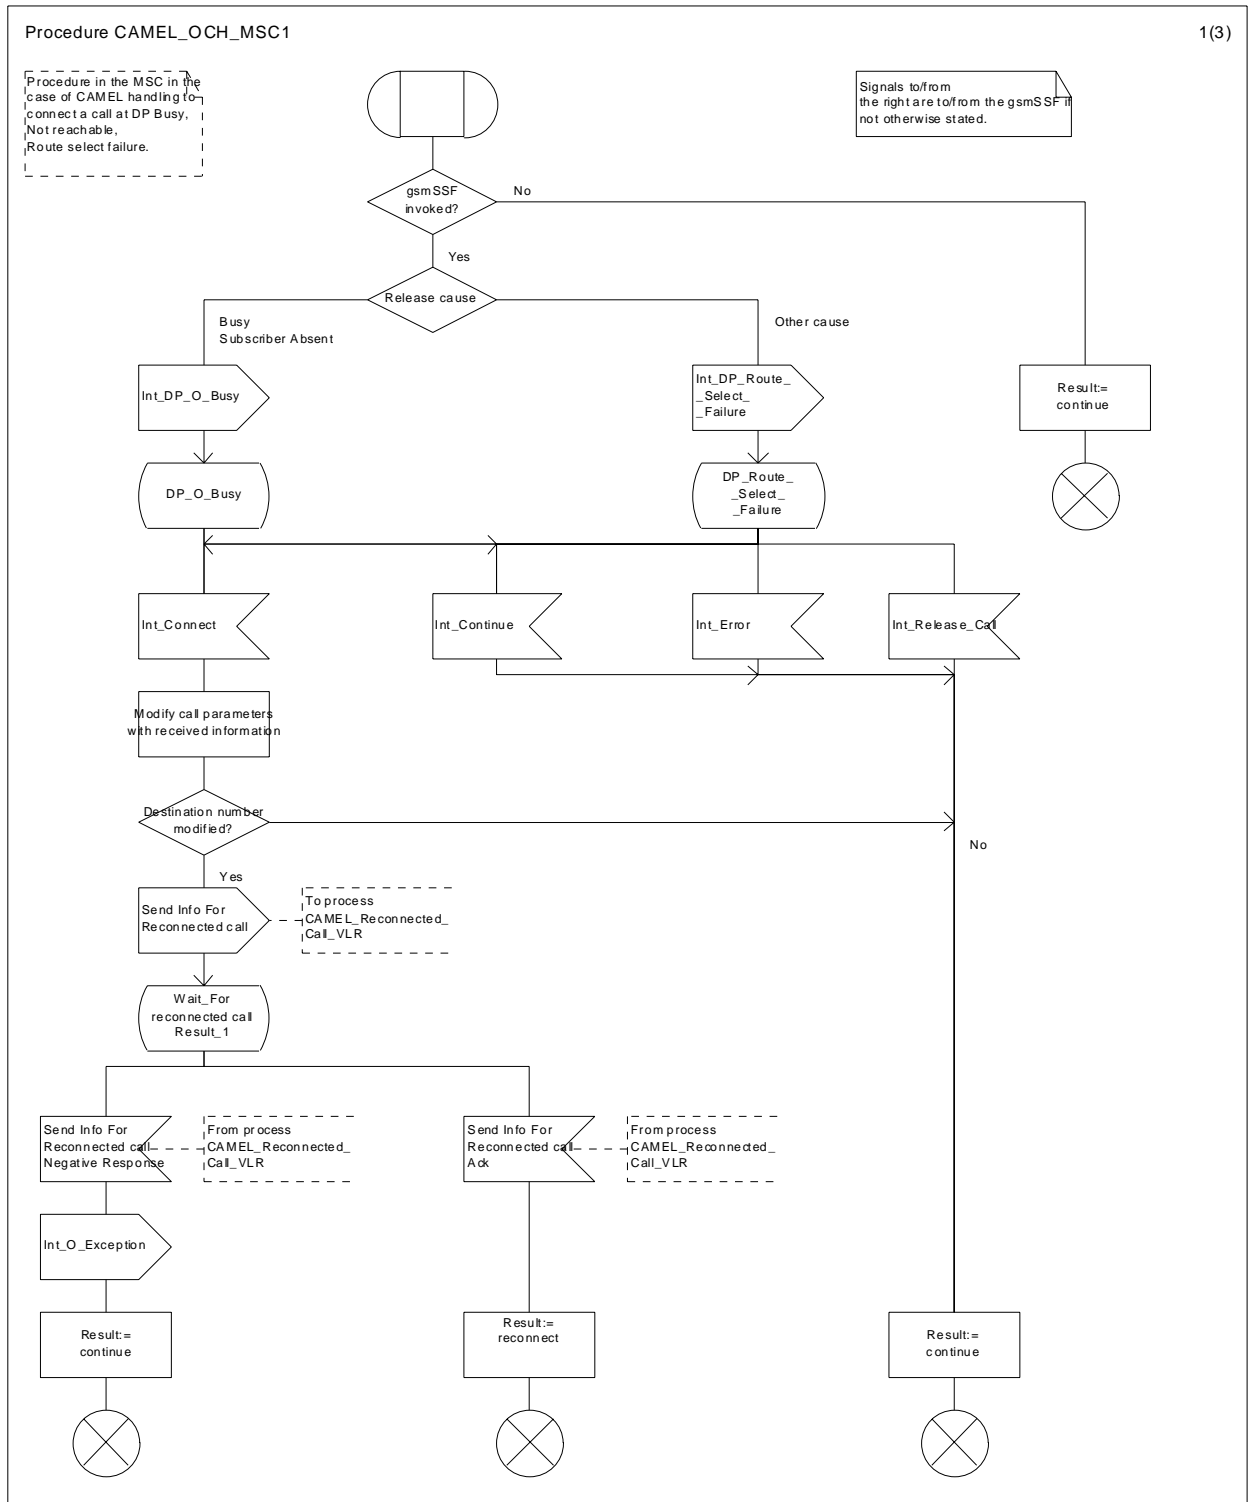 Procedure CAMEL_OCH_MSC1
1(3)
Procedure in the MSC in the
case of CAMEL handling to
connect a call at DP Busy,
Not reachable,
Route select failure.
Signals to/from
the right are to/from the gsmSSF if
not otherwise stated.
gsmSSF
invoked?
No
Yes
Release cause
Busy
Subscriber Absent
Other cause
Int_DP_O_Busy
Int_DP_Route_
_Select_
_Failure
Result:=
continue
DP_O_Busy
DP_Route_
_Select_
_Failure
Int_Connect
Int_Continue
Int_Error
Int_Release_Call
Modify call parameters
with received information
Destination number
modified?
No
Yes
Send Info For
Reconnected call
To process
CAMEL_Reconnected_
Call_VLR
Wait_For
reconnected call
Result_1
Send Info For
Reconnected call
Negative Response
From process
CAMEL_Reconnected_
Call_VLR
Send Info For
Reconnected call
Ack
From process
CAMEL_Reconnected_
Call_VLR
Int_O_Exception
Result:=
continue
Result:=
reconnect
Result:=
continue